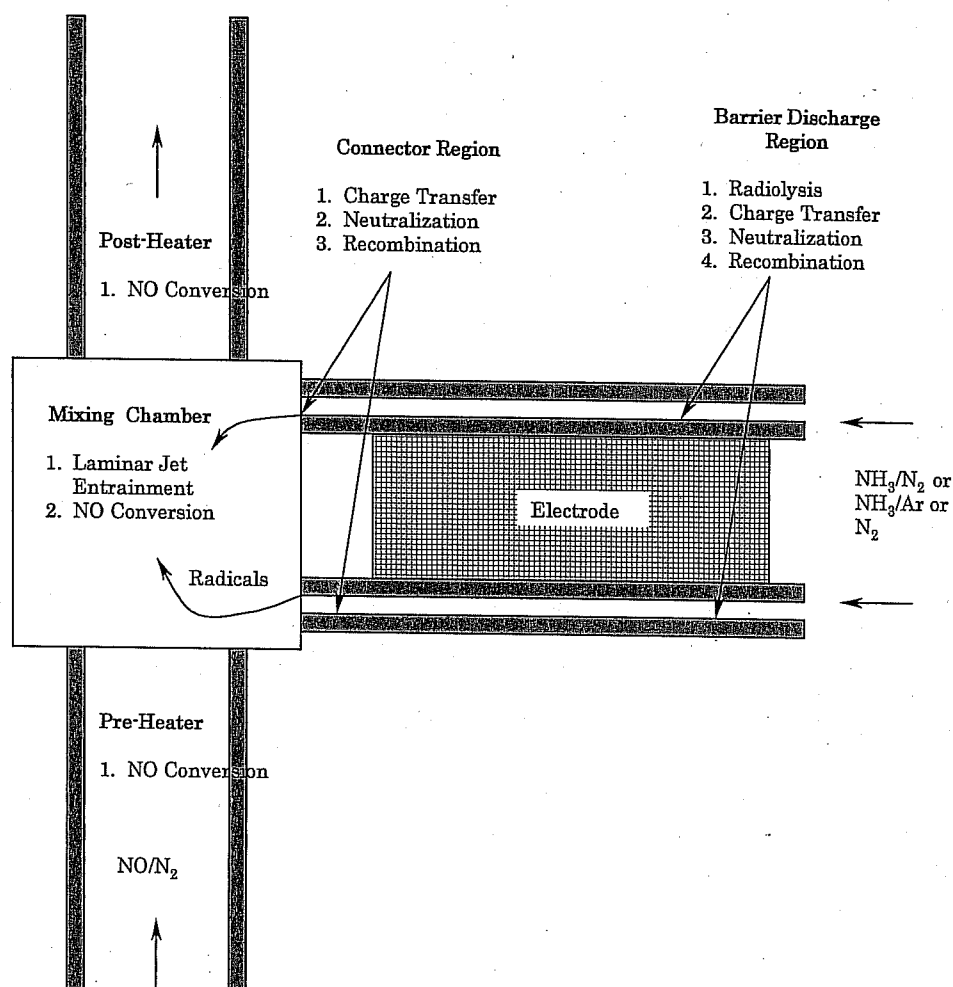 Barrier Discharge
Region
Connector Region
1. Charge Transfer
2. Neutralization
3. Recombination
1. Radiolysis
2. Charge Transfer
3. Neutralization
4. Recombination
Post-Heater
1. NO Conversion
Mixing Chamber
1. Laminar Jet
Entrainment
2. NO Conversion
Electrode
NH₃/N₂ or
NH₃/Ar or
N₂
Radicals
Pre-Heater
1. NO Conversion
NO/N₂